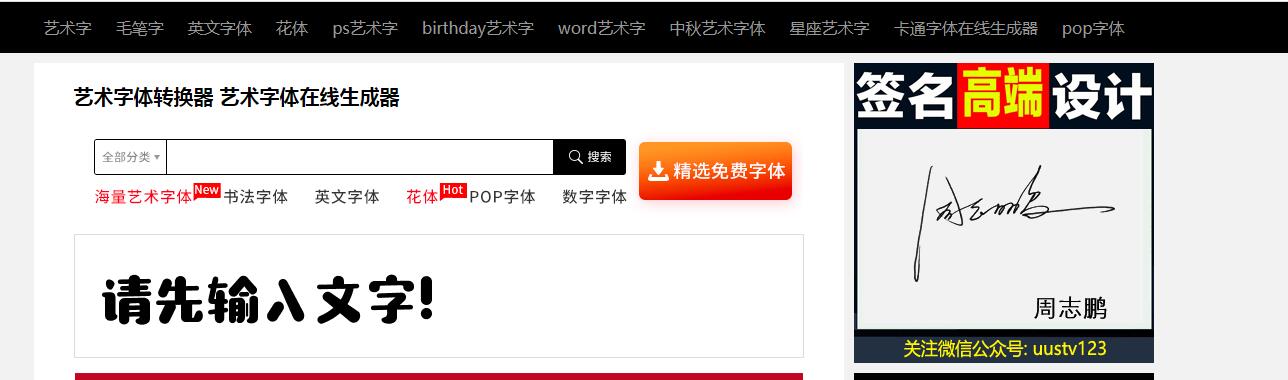 艺术字 毛笔字 英文字体 花体 ps艺术字 birthday艺术字 word艺术字 中秋艺术字体 星座艺术字 卡通字体在线生成器 pop字体
艺术字体转换器 艺术字体在线生成器
全部分类 搜索 精选免费字体
海量艺术字体 New 书法字体 英文字体 花体 Hot POP字体 数字字体
请先输入文字!
签名高端设计
周志鹏
周志鹏
关注微信公众号: uustv123